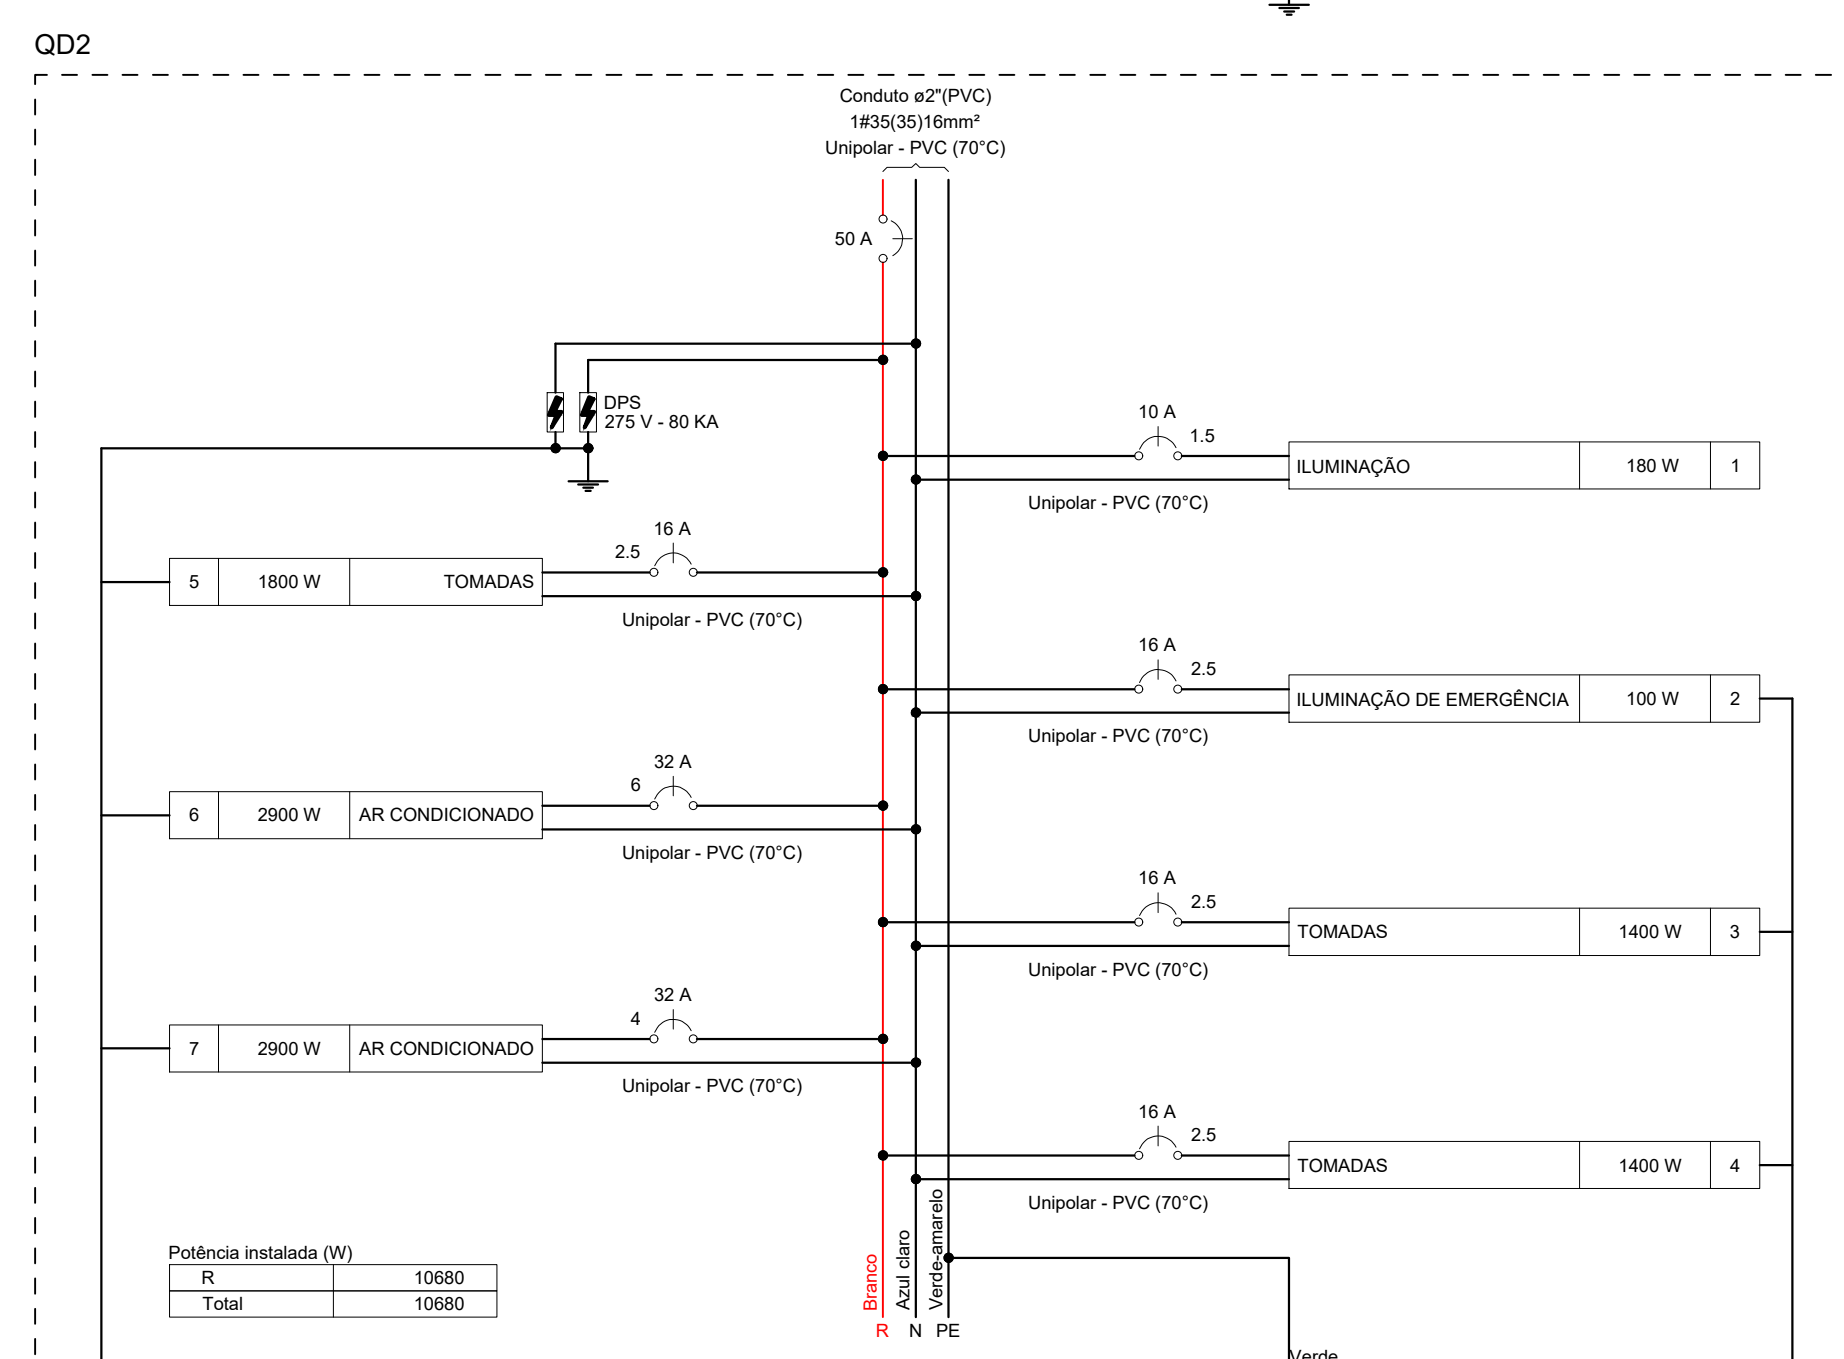 QD2
Conduto ø2"(PVC)
1#35(35)16mm²
Unipolar - PVC (70°C)
50 A
DPS
275 V - 80 KA
10 A
1.5
ILUMINAÇÃO 180 W 1
Unipolar - PVC (70°C)
16 A
2.5
5 1800 W TOMADAS
Unipolar - PVC (70°C)
16 A
2.5
ILUMINAÇÃO DE EMERGÊNCIA 100 W 2
Unipolar - PVC (70°C)
32 A
6
6 2900 W AR CONDICIONADO
Unipolar - PVC (70°C)
16 A
2.5
TOMADAS 1400 W 3
Unipolar - PVC (70°C)
32 A
4
7 2900 W AR CONDICIONADO
Unipolar - PVC (70°C)
16 A
2.5
TOMADAS 1400 W 4
Unipolar - PVC (70°C)
Potência instalada (W)
R 10680
Total 10680
Branco
Azul claro
Verde-amarelo
R N PE
Verde